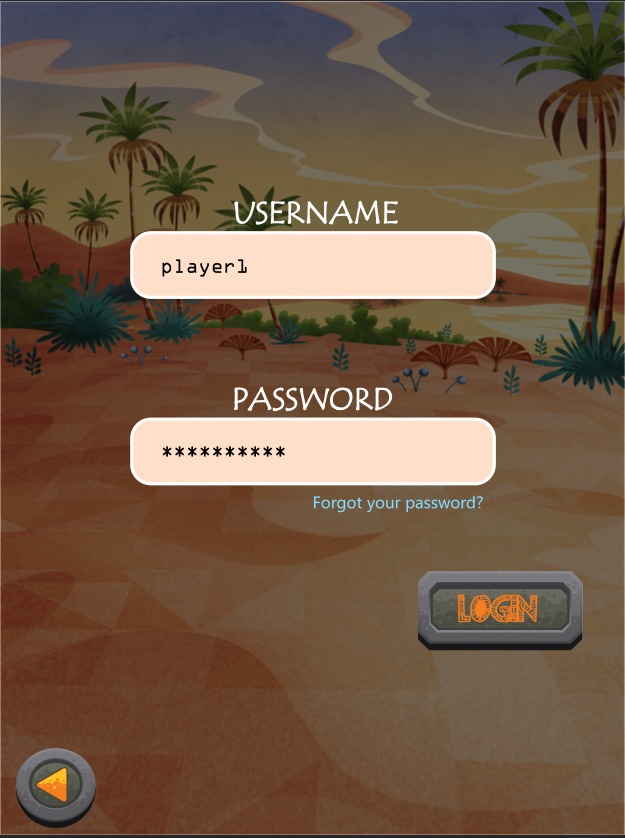 USERNAME
player1
PASSWORD
**********
Forgot your password?
LOGIN